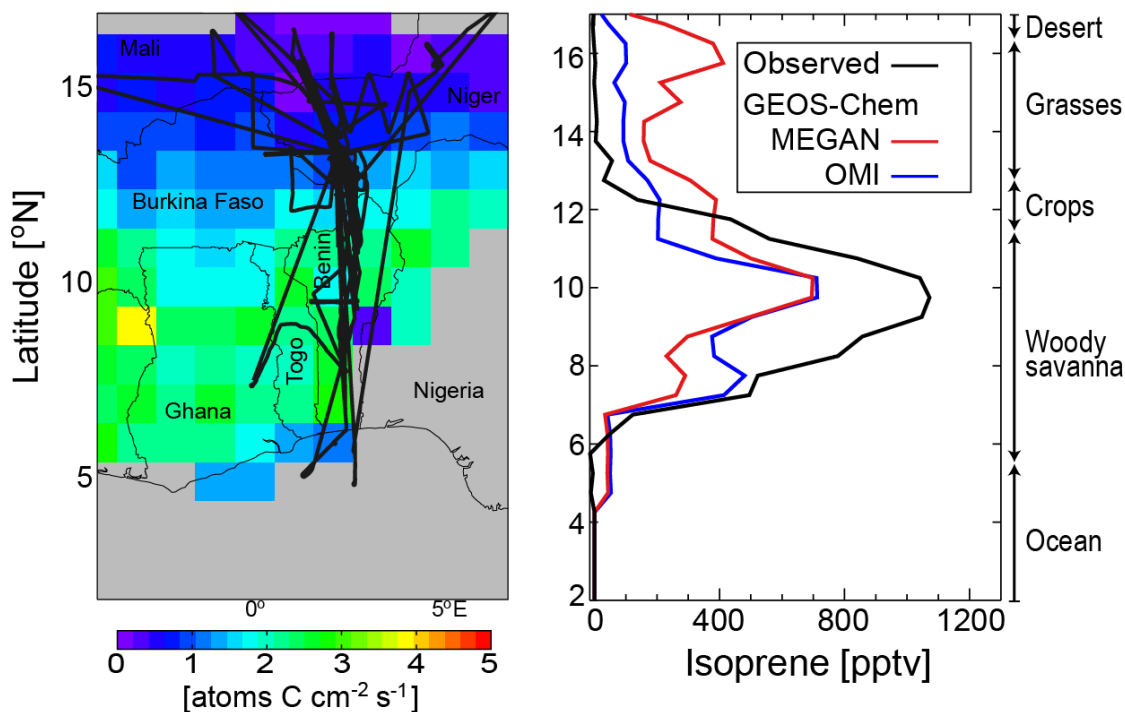 Latitude [°N]
15
10
5
Mali
Niger
Burkina Faso
Benin
Togo
Ghana
Nigeria
0°
5°E
0
1
2
3
4
5
[atoms C cm-2 s-1]
16
14
12
10
8
6
4
2
Observed
GEOS-Chem
MEGAN
OMI
0
400
800
1200
Isoprene [pptv]
Desert
Grasses
Crops
Woody
savanna
Ocean